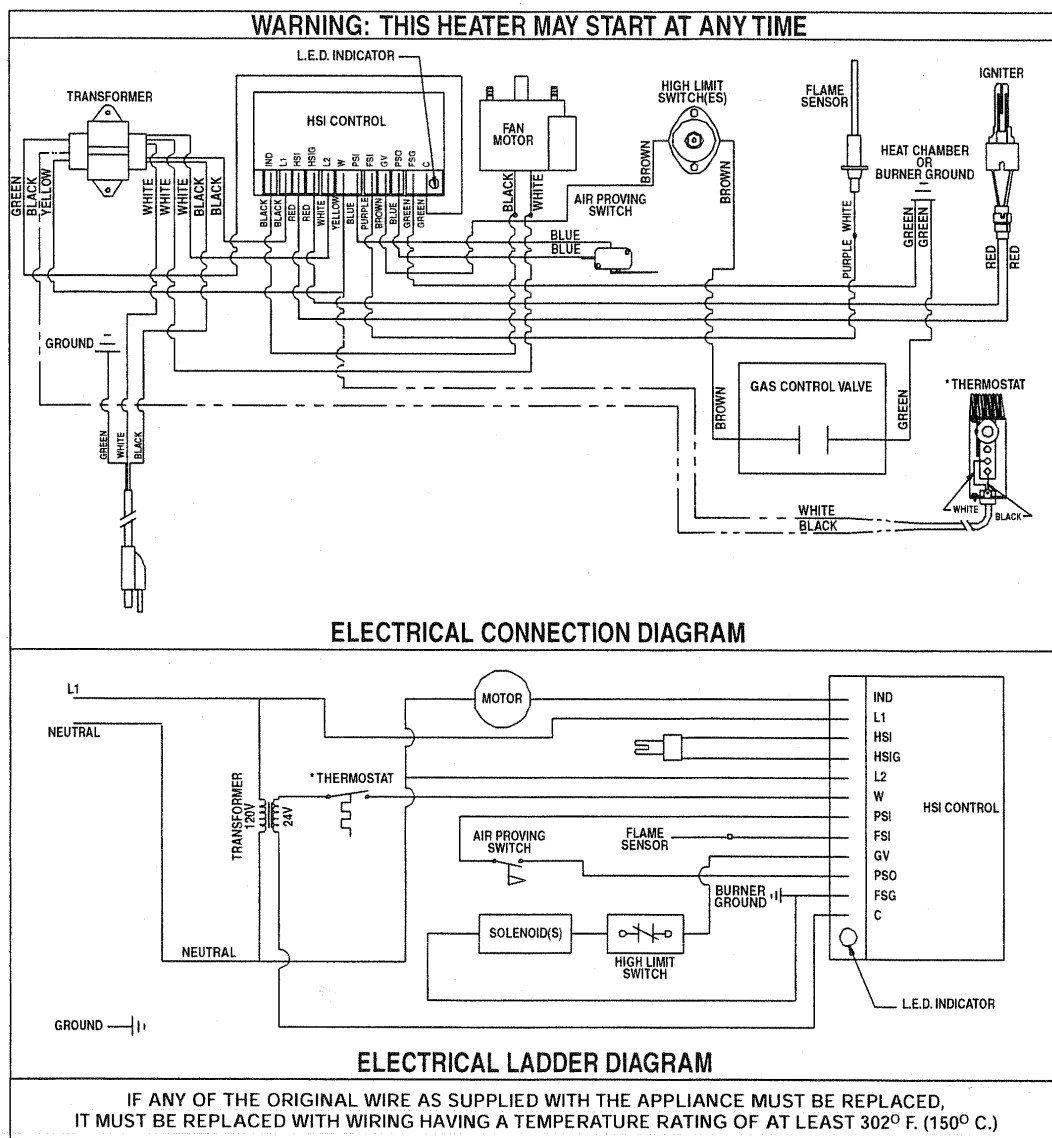 WARNING: THIS HEATER MAY START AT ANY TIME
L.E.D. INDICATOR
TRANSFORMER
HSI CONTROL
IND
L1
HSI
HSIG
L2
W
PSI
FSI
GV
PSO
FSG
C
FAN
MOTOR
HIGH LIMIT
SWITCH(ES)
FLAME
SENSOR
IGNITER
HEAT CHAMBER
OR
BURNER GROUND
AIR PROVING
SWITCH
GREEN
BLACK
YELLOW
WHITE
WHITE
WHITE
BLACK
BLACK
BLACK
BLACK
RED
RED
WHITE
YELLOW
BLUE
PURPLE
BROWN
BLUE
GREEN
GREEN
BLACK
WHITE
BROWN
BROWN
BLUE
BLUE
PURPLE WHITE
GREEN
GREEN
RED
RED
GROUND
GREEN
WHITE
BLACK
BROWN
GAS CONTROL VALVE
GREEN
* THERMOSTAT
WHITE
BLACK
WHITE
BLACK
ELECTRICAL CONNECTION DIAGRAM
L1
NEUTRAL
MOTOR
TRANSFORMER
120V
24V
* THERMOSTAT
AIR PROVING
SWITCH
FLAME
SENSOR
BURNER
GROUND
SOLENOID(S)
HIGH LIMIT
SWITCH
NEUTRAL
GROUND
IND
L1
HSI
HSIG
L2
W
PSI
FSI
GV
PSO
FSG
C
HSI CONTROL
L.E.D. INDICATOR
ELECTRICAL LADDER DIAGRAM
IF ANY OF THE ORIGINAL WIRE AS SUPPLIED WITH THE APPLIANCE MUST BE REPLACED,
IT MUST BE REPLACED WITH WIRING HAVING A TEMPERATURE RATING OF AT LEAST 302° F. (150° C.)